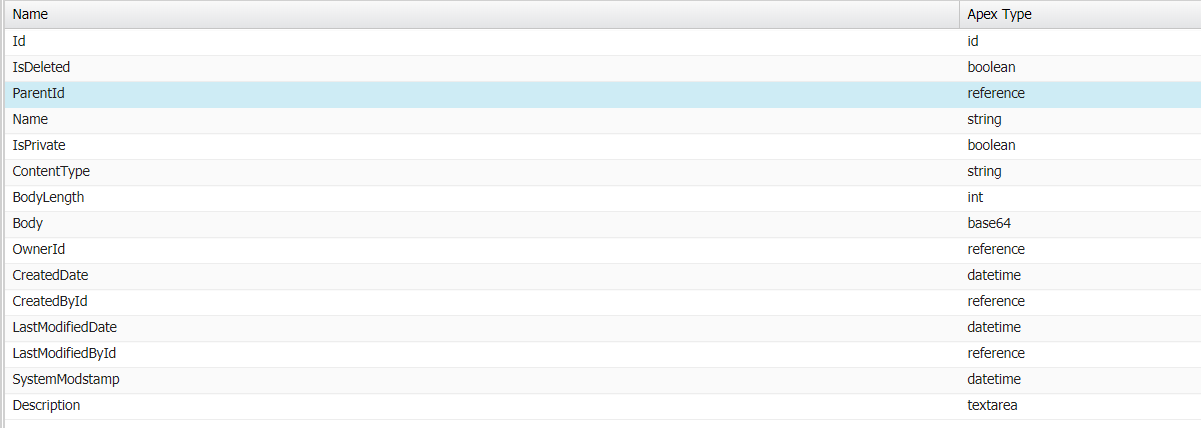 Name Apex Type
Id id
IsDeleted boolean
ParentId reference
Name string
IsPrivate boolean
ContentType string
BodyLength int
Body base64
OwnerId reference
CreatedDate datetime
CreatedById reference
LastModifiedDate datetime
LastModifiedById reference
SystemModstamp datetime
Description textarea